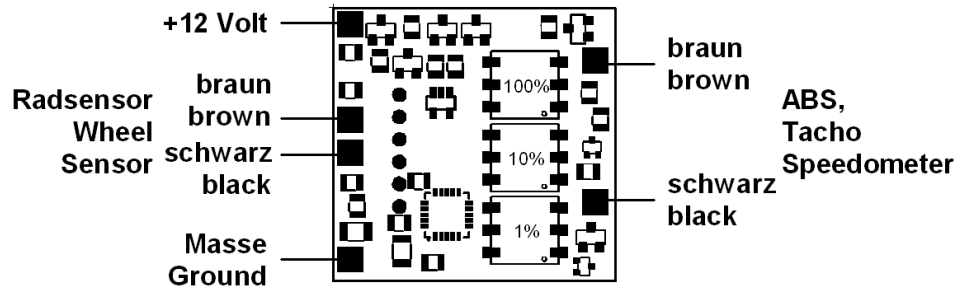 +12 Volt
braun
brown
Radsensor
Wheel
Sensor
schwarz
black
Masse
Ground
100%
10%
1%
braun
brown
ABS,
Tacho
Speedometer
schwarz
black